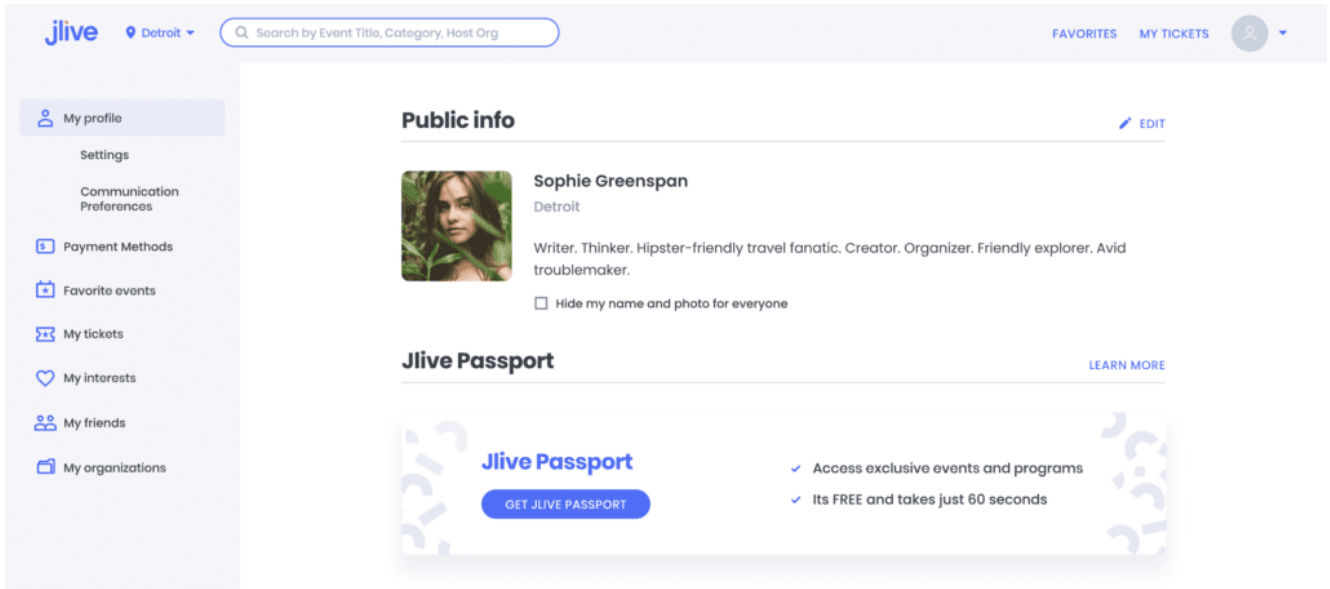 jlive
Detroit
Search by Event Title, Category, Host Org
FAVORITES
MY TICKETS
My profile
Settings
Communication
Preferences
Payment Methods
Favorite events
My tickets
My interests
My friends
My organizations
Public info
EDIT
Sophie Greenspan
Detroit
Writer. Thinker. Hipster-friendly travel fanatic. Creator. Organizer. Friendly explorer. Avid
troublemaker.
Hide my name and photo for everyone
Jlive Passport
LEARN MORE
Jlive Passport
GET JLIVE PASSPORT
Access exclusive events and programs
Its FREE and takes just 60 seconds